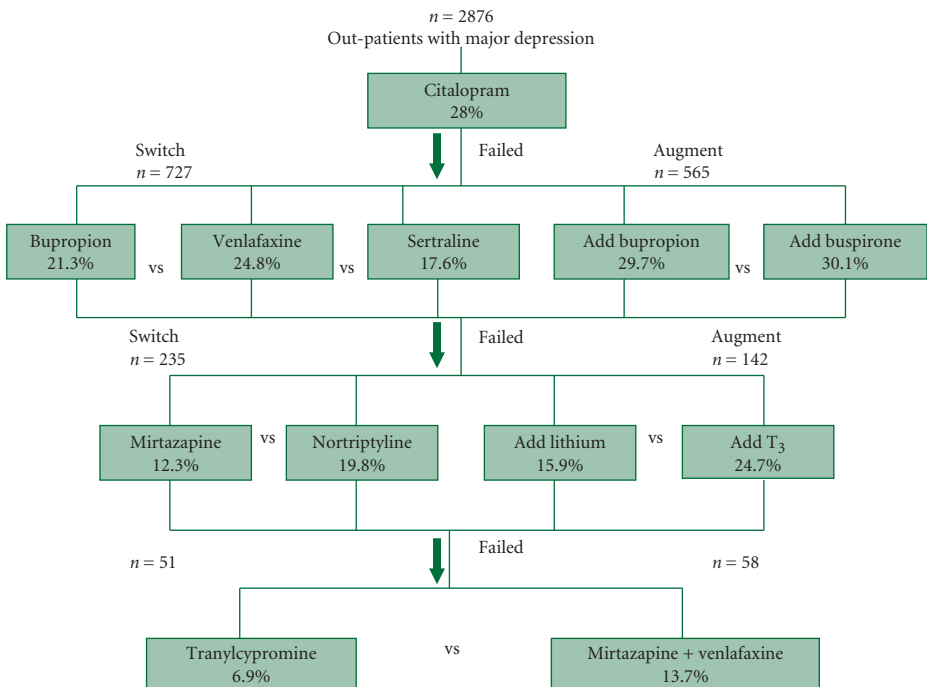 n = 2876
Out-patients with major depression
Citalopram
28%
Switch
n = 727
Failed
Augment
n = 565
Bupropion
21.3%
vs
Venlafaxine
24.8%
vs
Sertraline
17.6%
Add bupropion
29.7%
vs
Add buspirone
30.1%
Switch
n = 235
Failed
Augment
n = 142
Mirtazapine
12.3%
vs
Nortriptyline
19.8%
Add lithium
15.9%
vs
Add T₃
24.7%
n = 51
Failed
n = 58
Tranylcypromine
6.9%
vs
Mirtazapine + venlafaxine
13.7%